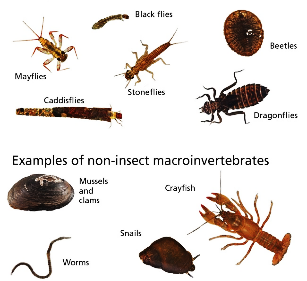 Black flies
Beetles
Mayflies
Stoneflies
Caddisflies
Dragonflies
Examples of non-insect macroinvertebrates
Mussels
and
clams
Crayfish
Snails
Worms